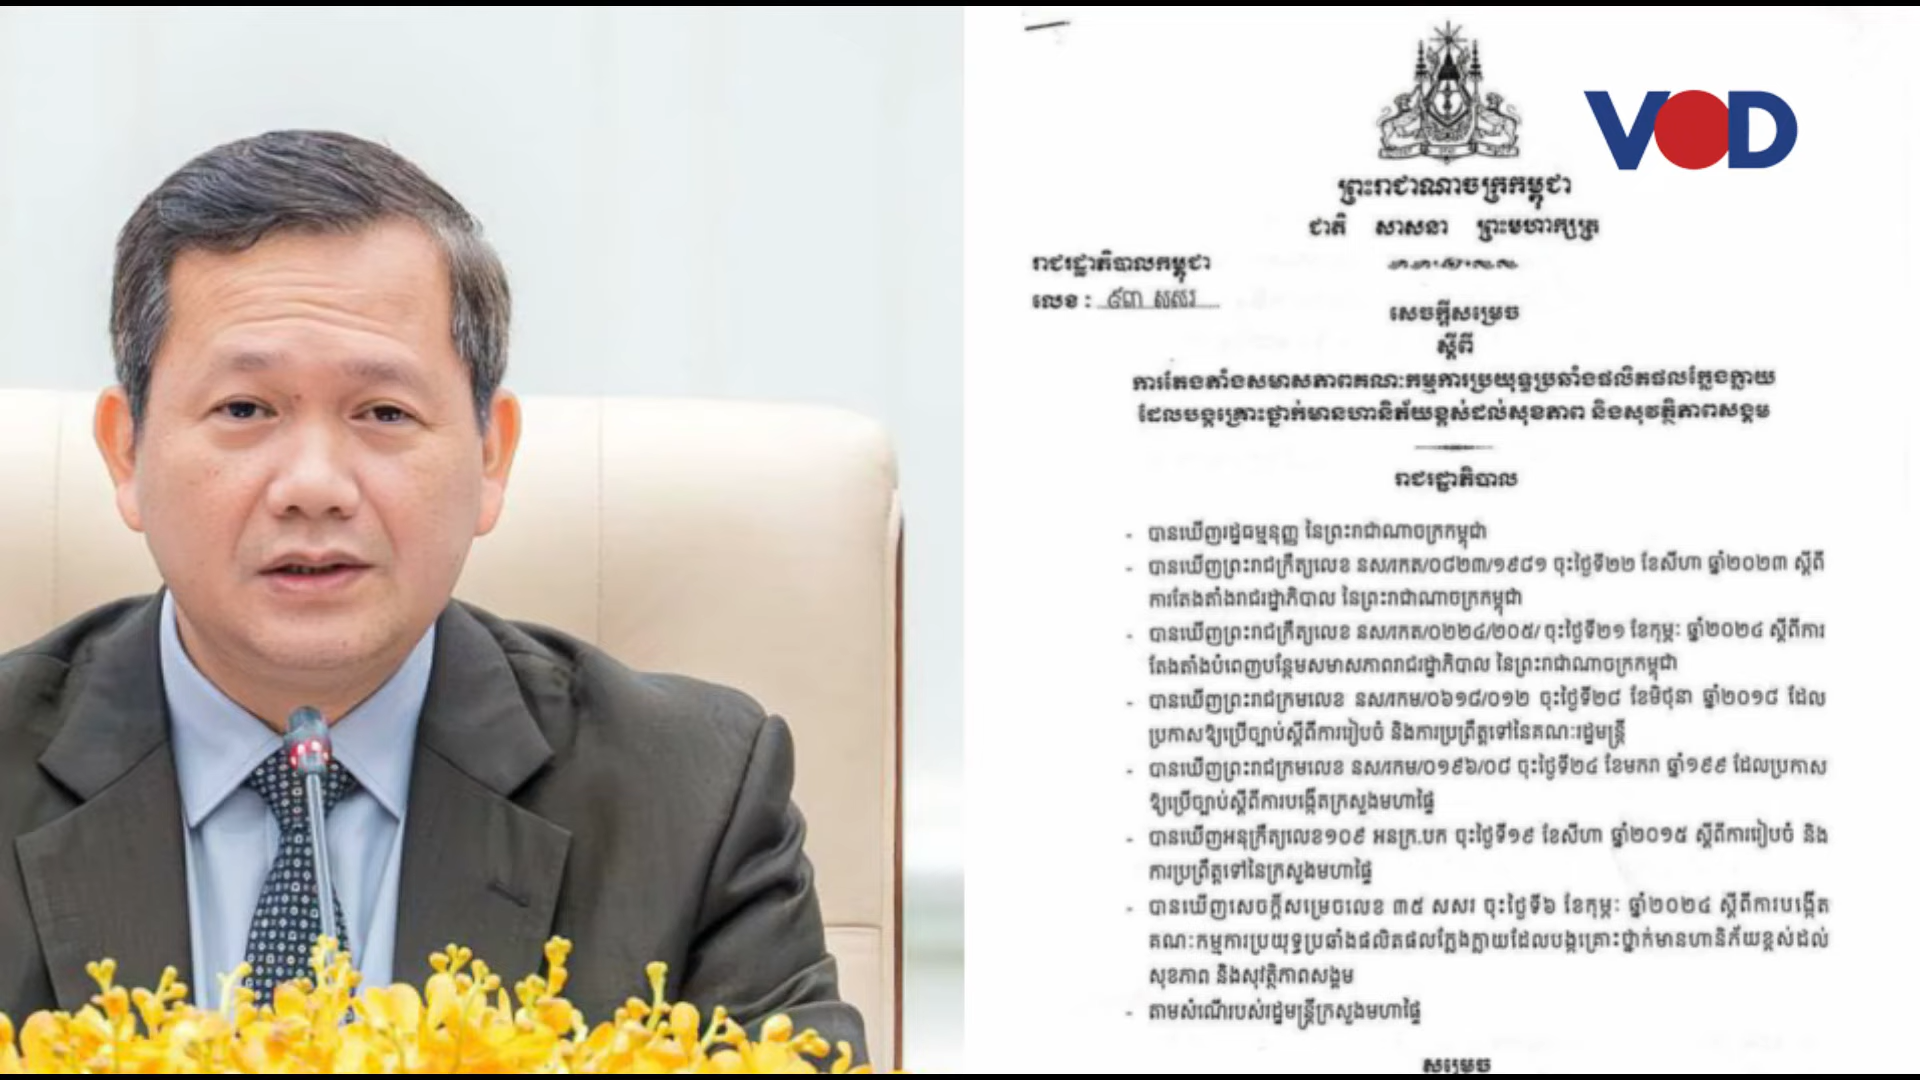 VOD
ព្រះរាជាណាចក្រកម្ពុជា
ជាតិ សាសនា ព្រះមហាក្សត្រ
រាជរដ្ឋាភិបាលកម្ពុជា
លេខ : ៩៣ សសរ
សេចក្តីសម្រេច
ស្តីពី
ការតែងតាំងសមាសភាពគណៈកម្មការប្រយុទ្ធប្រឆាំងផលិតផលក្លែងក្លាយ
ដែលបង្កគ្រោះថ្នាក់មានហានិភ័យខ្ពស់ដល់សុខភាព និងសុវត្ថិភាពសង្គម
រាជរដ្ឋាភិបាល
- បានឃើញរដ្ឋធម្មនុញ្ញ នៃព្រះរាជាណាចក្រកម្ពុជា
- បានឃើញព្រះរាជក្រឹត្យលេខ នស/រកត/០៨២៣/១៩៨១ ចុះថ្ងៃទី២២ ខែសីហា ឆ្នាំ២០២៣ ស្តីពី
ការតែងតាំងរាជរដ្ឋាភិបាល នៃព្រះរាជាណាចក្រកម្ពុជា
- បានឃើញព្រះរាជក្រឹត្យលេខ នស/រកត/០២២៤/២០៥/ ចុះថ្ងៃទី២១ ខែកុម្ភៈ ឆ្នាំ២០២៤ ស្តីពីការ
តែងតាំងបំពេញបន្ថែមសមាសភាពរាជរដ្ឋាភិបាល នៃព្រះរាជាណាចក្រកម្ពុជា
- បានឃើញព្រះរាជក្រមលេខ នស/រកម/០៦១៨/០១២ ចុះថ្ងៃទី២៨ ខែមិថុនា ឆ្នាំ២០១៨ ដែល
ប្រកាសឱ្យប្រើច្បាប់ស្តីពីការរៀបចំ និងការប្រព្រឹត្តទៅនៃគណៈរដ្ឋមន្ត្រី
- បានឃើញព្រះរាជក្រមលេខ នស/រកម/០១៩៦/០៨ ចុះថ្ងៃទី២៤ ខែមករា ឆ្នាំ១៩៩ ដែលប្រកាស
ឱ្យប្រើច្បាប់ស្តីពីការបង្កើតក្រសួងមហាផ្ទៃ
- បានឃើញអនុក្រឹត្យលេខ១០៩ អនក្រ.បក ចុះថ្ងៃទី១៩ ខែសីហា ឆ្នាំ២០១៥ ស្តីពីការរៀបចំ និង
ការប្រព្រឹត្តទៅនៃក្រសួងមហាផ្ទៃ
- បានឃើញសេចក្តីសម្រេចលេខ ៣៥ សសរ ចុះថ្ងៃទី៦ ខែកុម្ភៈ ឆ្នាំ២០២៤ ស្តីពីការបង្កើត
គណៈកម្មការប្រយុទ្ធប្រឆាំងផលិតផលក្លែងក្លាយដែលបង្កគ្រោះថ្នាក់មានហានិភ័យខ្ពស់ដល់
សុខភាព និងសុវត្ថិភាពសង្គម
- តាមសំណើរបស់រដ្ឋមន្ត្រីក្រសួងមហាផ្ទៃ
សម្រេច